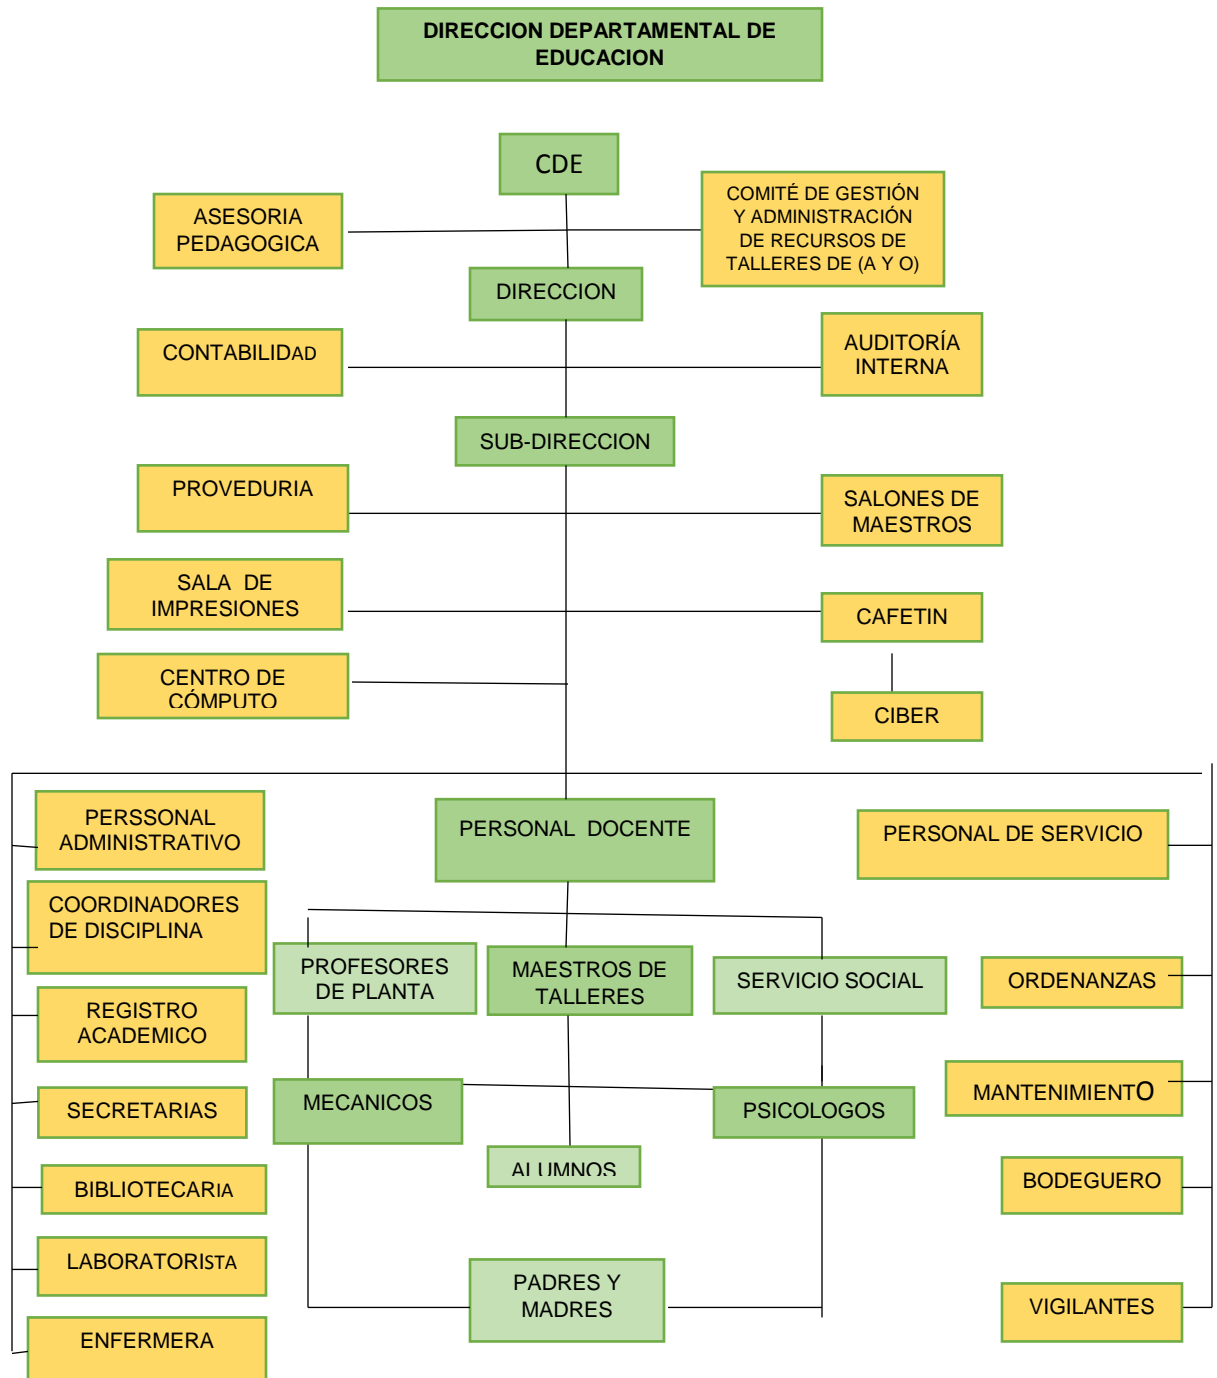 DIRECCION DEPARTAMENTAL DE
EDUCACION
CDE
ASESORIA
PEDAGOGICA
COMITÉ DE GESTIÓN
Y ADMINISTRACIÓN
DE RECURSOS DE
TALLERES DE (A Y O)
DIRECCION
CONTABILIDAD
AUDITORÍA
INTERNA
SUB-DIRECCION
PROVEDURIA
SALONES DE
MAESTROS
SALA DE
IMPRESIONES
CAFETIN
CENTRO DE
CÓMPUTO
CIBER
PERSSONAL
ADMINISTRATIVO
PERSONAL DOCENTE
PERSONAL DE SERVICIO
COORDINADORES
DE DISCIPLINA
PROFESORES
DE PLANTA
MAESTROS DE
TALLERES
SERVICIO SOCIAL
ORDENANZAS
REGISTRO
ACADEMICO
SECRETARIAS
MECANICOS
PSICOLOGOS
MANTENIMIENTO
ALUMNOS
BIBLIOTECARIA
BODEGUERO
LABORATORISTA
PADRES Y
MADRES
VIGILANTES
ENFERMERA